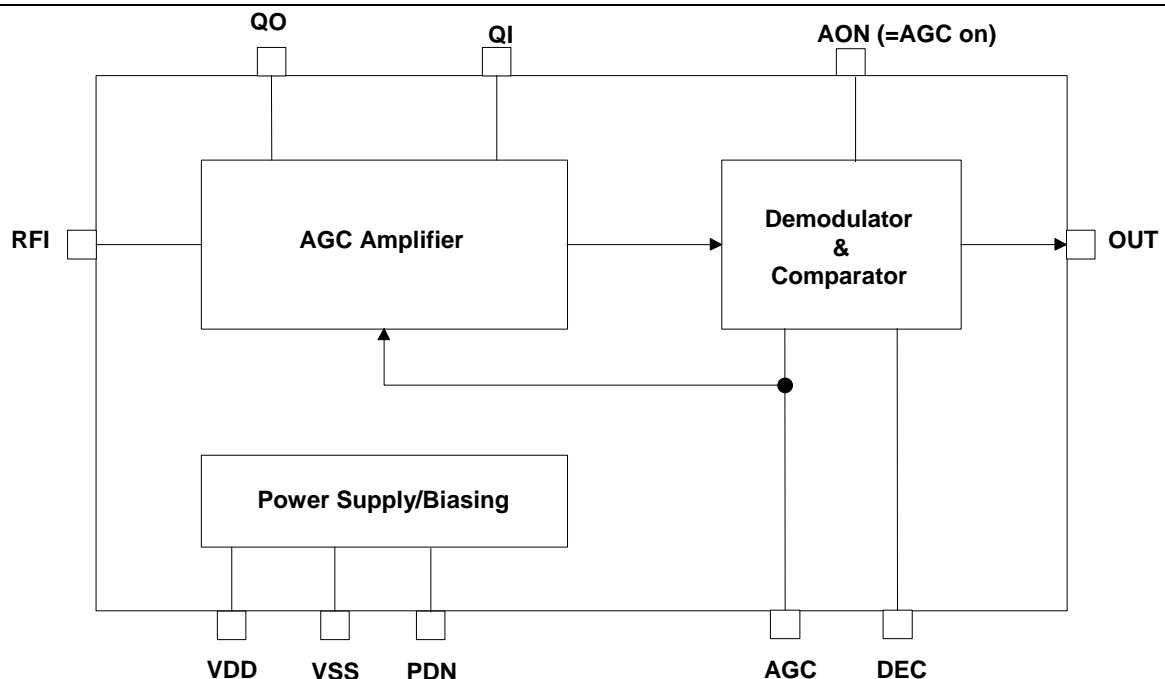 QO
QI
AON (=AGC on)
RFI
AGC Amplifier
Demodulator
&
Comparator
OUT
Power Supply/Biasing
VDD
VSS
PDN
AGC
DEC